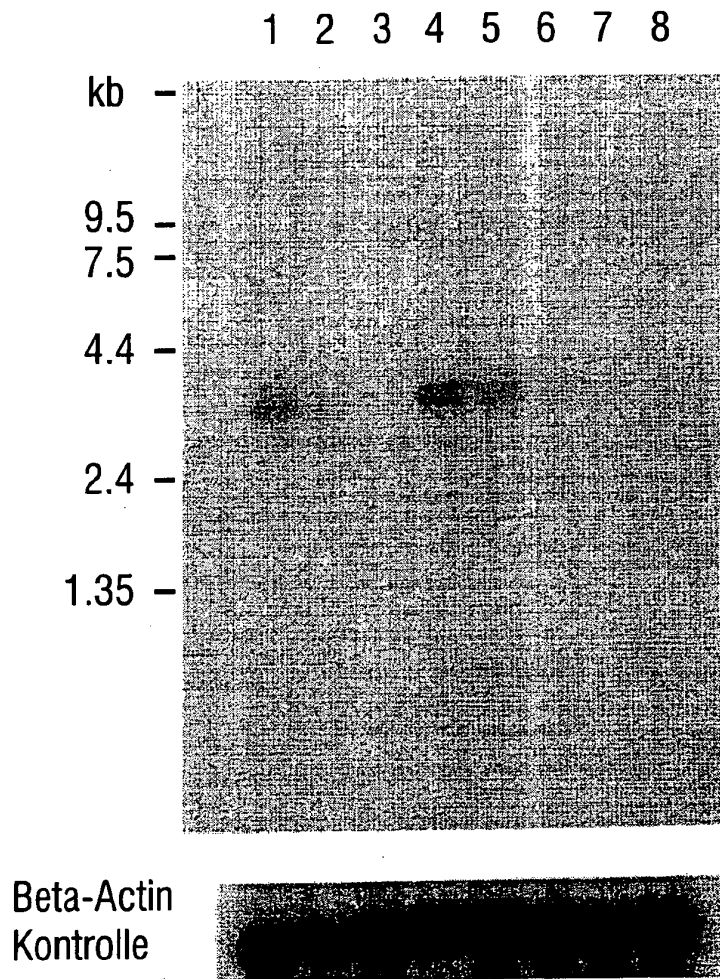 1 2 3 4 5 6 7 8
kb –
9.5 –
7.5 –
4.4 –
2.4 –
1.35 –
Beta-Actin
Kontrolle